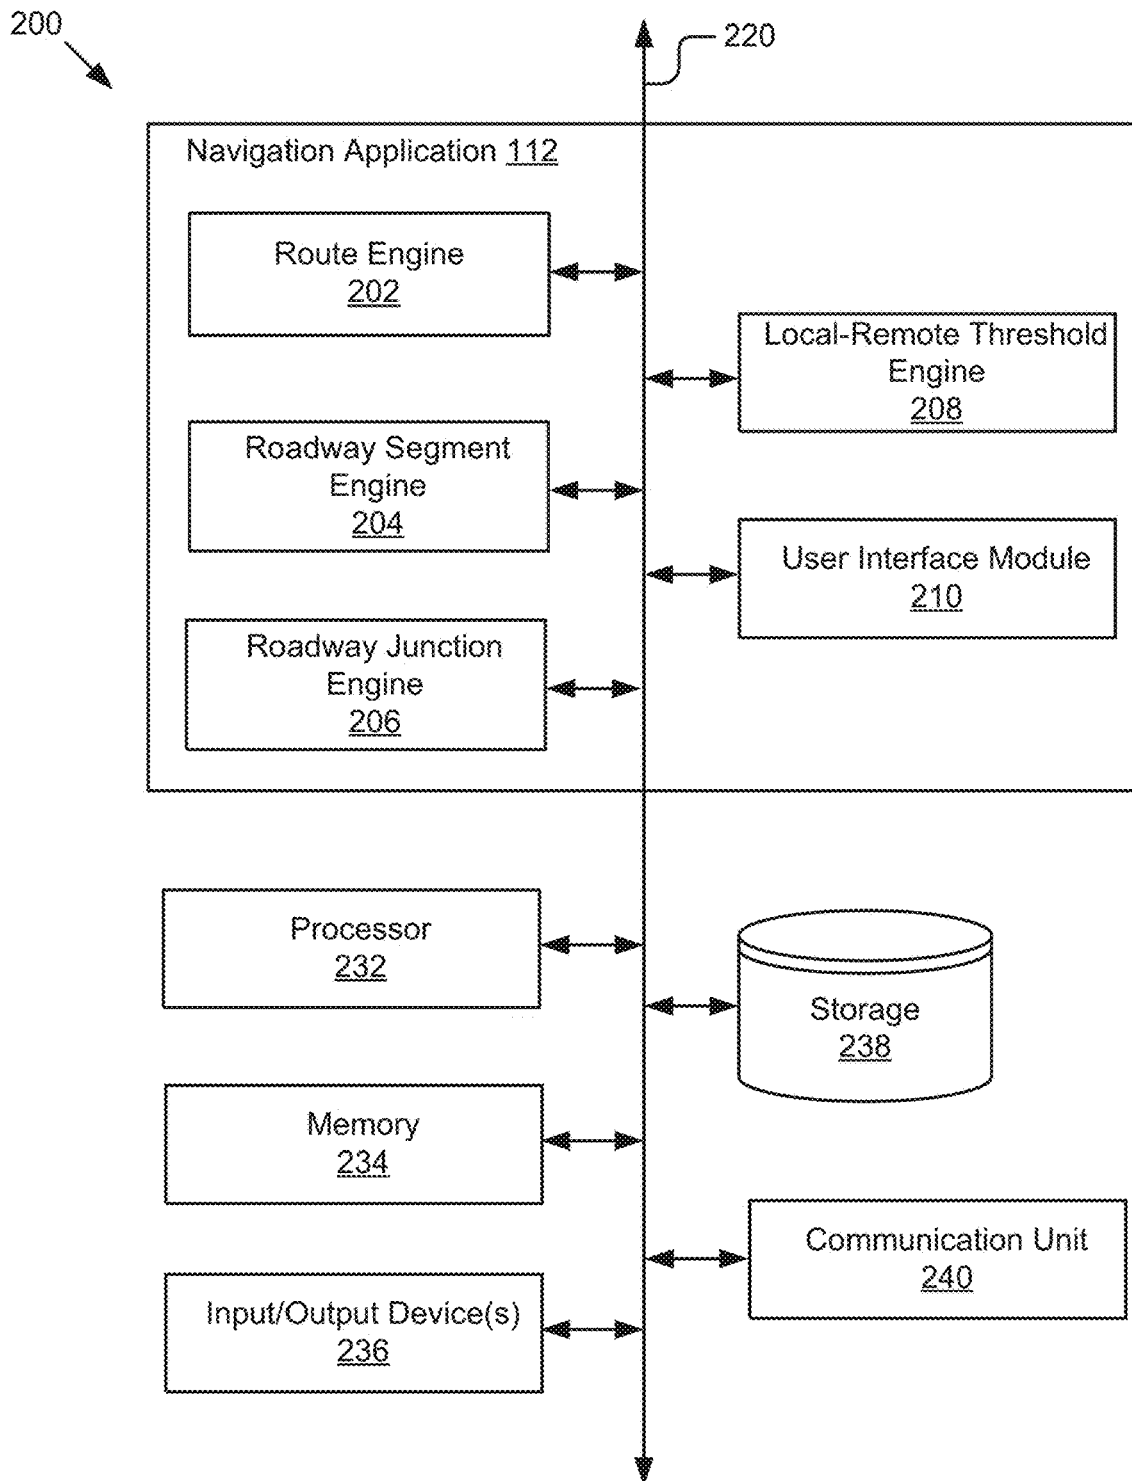 200
220
Navigation Application 112
Route Engine
202
Local-Remote Threshold
Engine
208
Roadway Segment
Engine
204
User Interface Module
210
Roadway Junction
Engine
206
Processor
232
Storage
238
Memory
234
Communication Unit
240
Input/Output Device(s)
236